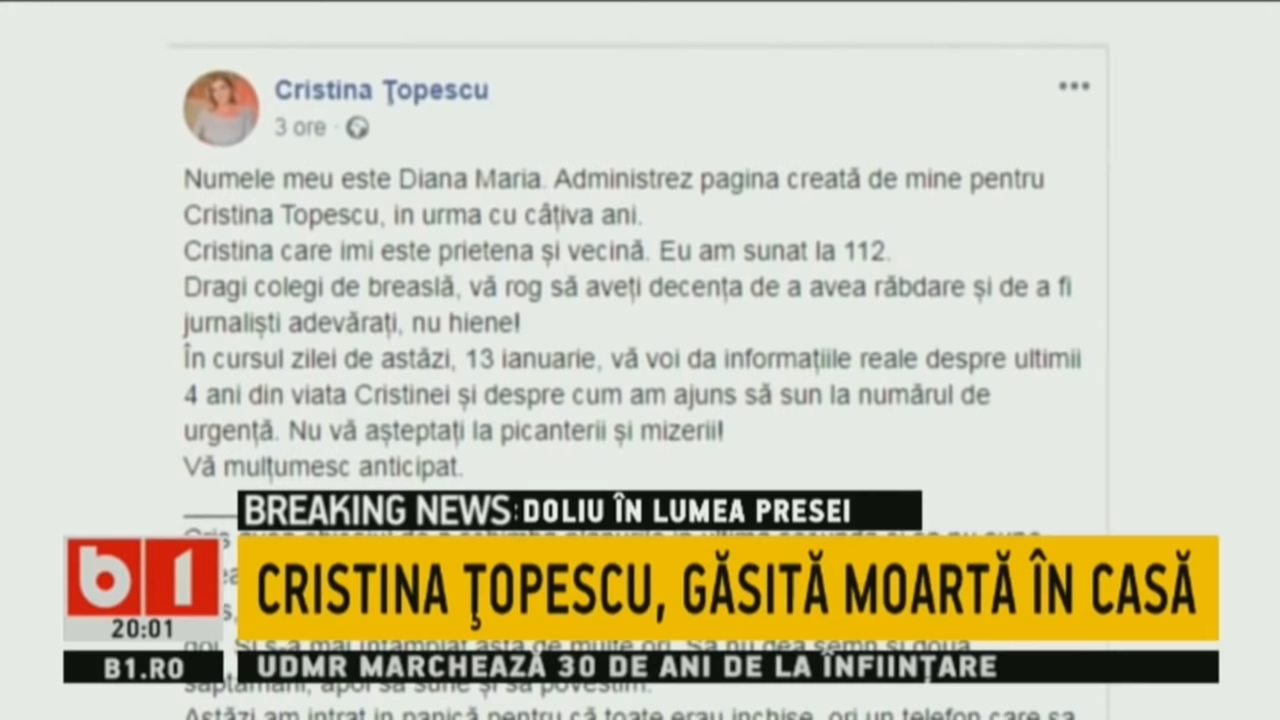 Cristina Ţopescu
3 ore
Numele meu este Diana Maria. Administrez pagina creată de mine pentru
Cristina Topescu, in urma cu câțiva ani.
Cristina care imi este prietena și vecină. Eu am sunat la 112.
Dragi colegi de breaslă, vă rog să aveți decența de a avea răbdare și de a fi
jurnaliști adevărați, nu hiene!
În cursul zilei de astăzi, 13 ianuarie, vă voi da informațiile reale despre ultimii
4 ani din viata Cristinei și despre cum am ajuns să sun la numărul de
urgență. Nu vă așteptați la picanterii și mizerii!
Vă mulțumesc anticipat.
BREAKING NEWS: DOLIU ÎN LUMEA PRESEI
CRISTINA ŢOPESCU, GĂSITĂ MOARTĂ ÎN CASĂ
b1
20:01
B1.RO
UDMR MARCHEAZĂ 30 DE ANI DE LA ÎNFIINȚARE
săptămâni, apoi să sune și să povestim.
Astăzi am intrat in panică pentru că toate erau inchise, ori un telefon care sa